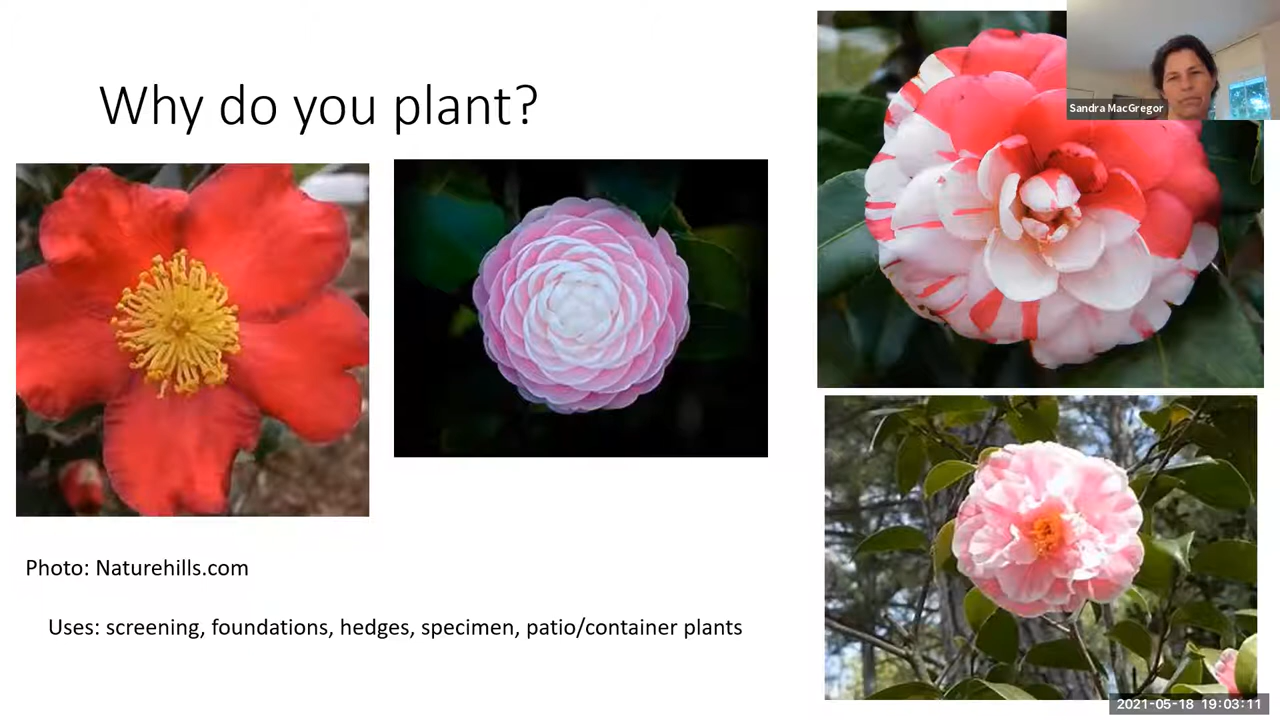 Why do you plant?
Sandra MacGregor
Photo: Naturehills.com
Uses: screening, foundations, hedges, specimen, patio/container plants
2021-05-18 19:03:11